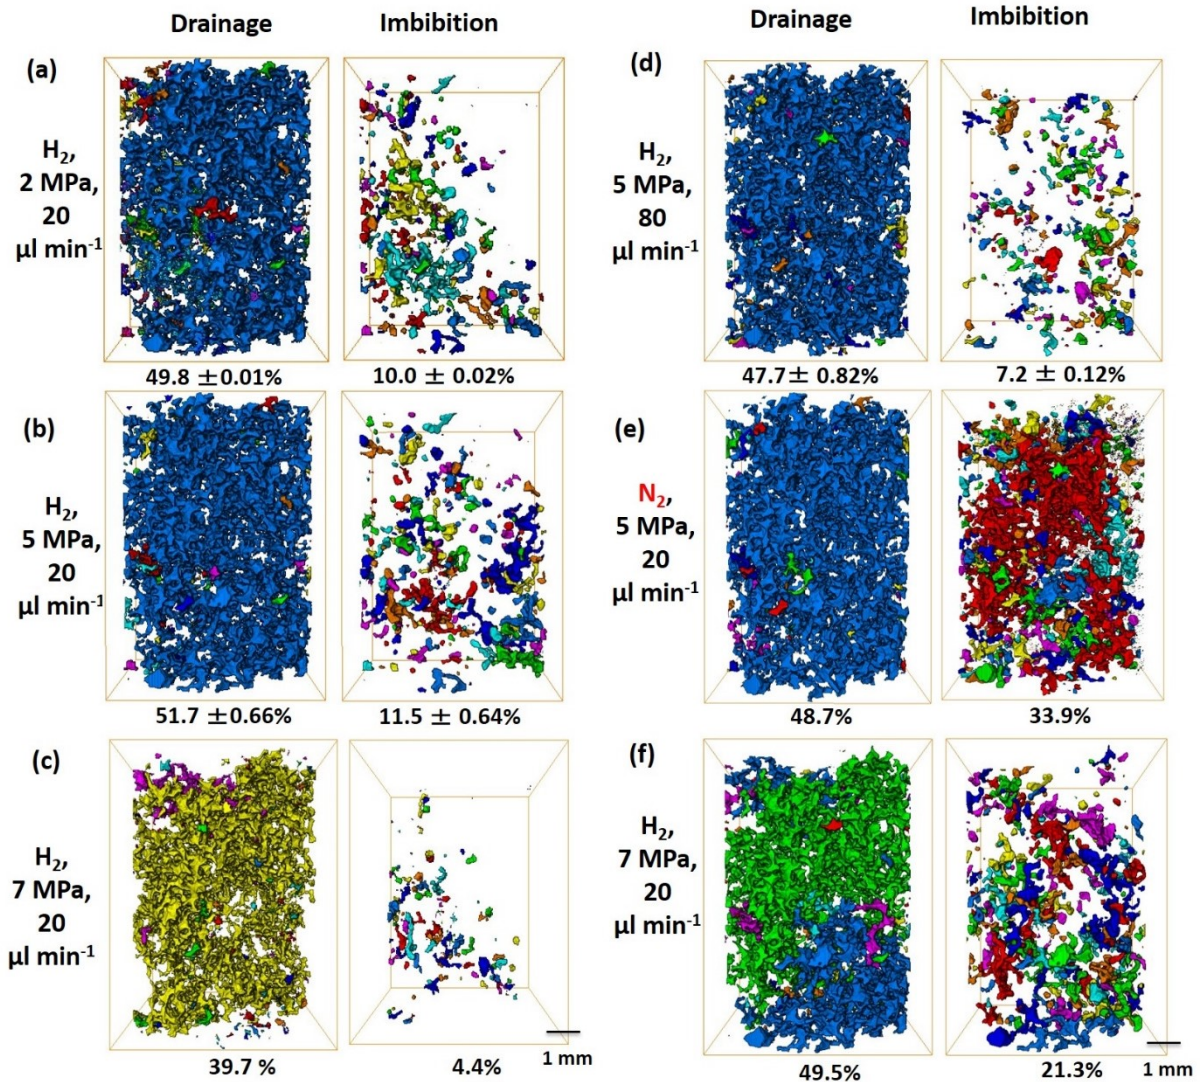 Drainage
Imbibition
(a)
H₂,
2 MPa,
20
µl min⁻¹
49.8 ±0.01%
10.0 ± 0.02%
(b)
H₂,
5 MPa,
20
µl min⁻¹
51.7 ±0.66%
11.5 ± 0.64%
(c)
H₂,
7 MPa,
20
µl min⁻¹
39.7 %
4.4%
1 mm
Drainage
Imbibition
(d)
H₂,
5 MPa,
80
µl min⁻¹
47.7± 0.82%
7.2 ± 0.12%
(e)
N₂,
5 MPa,
20
µl min⁻¹
48.7%
33.9%
(f)
H₂,
7 MPa,
20
µl min⁻¹
49.5%
21.3%
1 mm